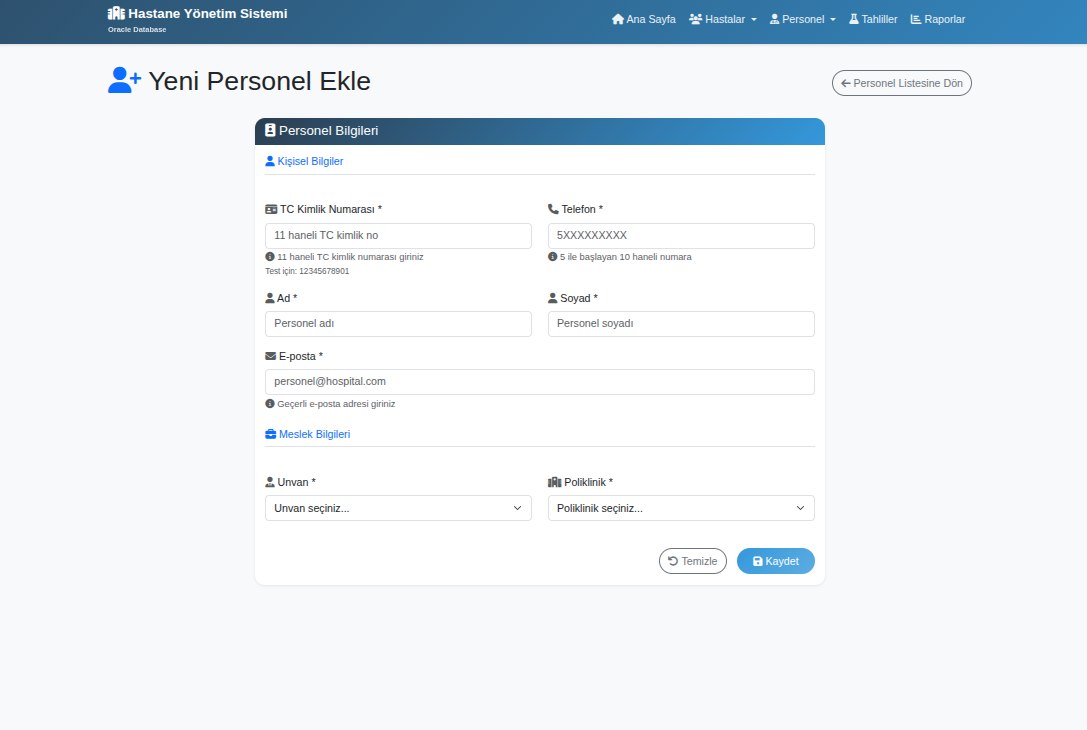 Hastane Yönetim Sistemi
Oracle Database
Ana Sayfa Hastalar Personel Tahliller Raporlar
Yeni Personel Ekle
Personel Listesine Dön
Personel Bilgileri
Kişisel Bilgiler
TC Kimlik Numarası * Telefon *
11 haneli TC kimlik no 5XXXXXXXXX
11 haneli TC kimlik numarası giriniz 5 ile başlayan 10 haneli numara
Test için: 12345678901
Ad * Soyad *
Personel adı Personel soyadı
E-posta *
personel@hospital.com
Geçerli e-posta adresi giriniz
Meslek Bilgileri
Unvan * Poliklinik *
Unvan seçiniz... Poliklinik seçiniz...
Temizle Kaydet